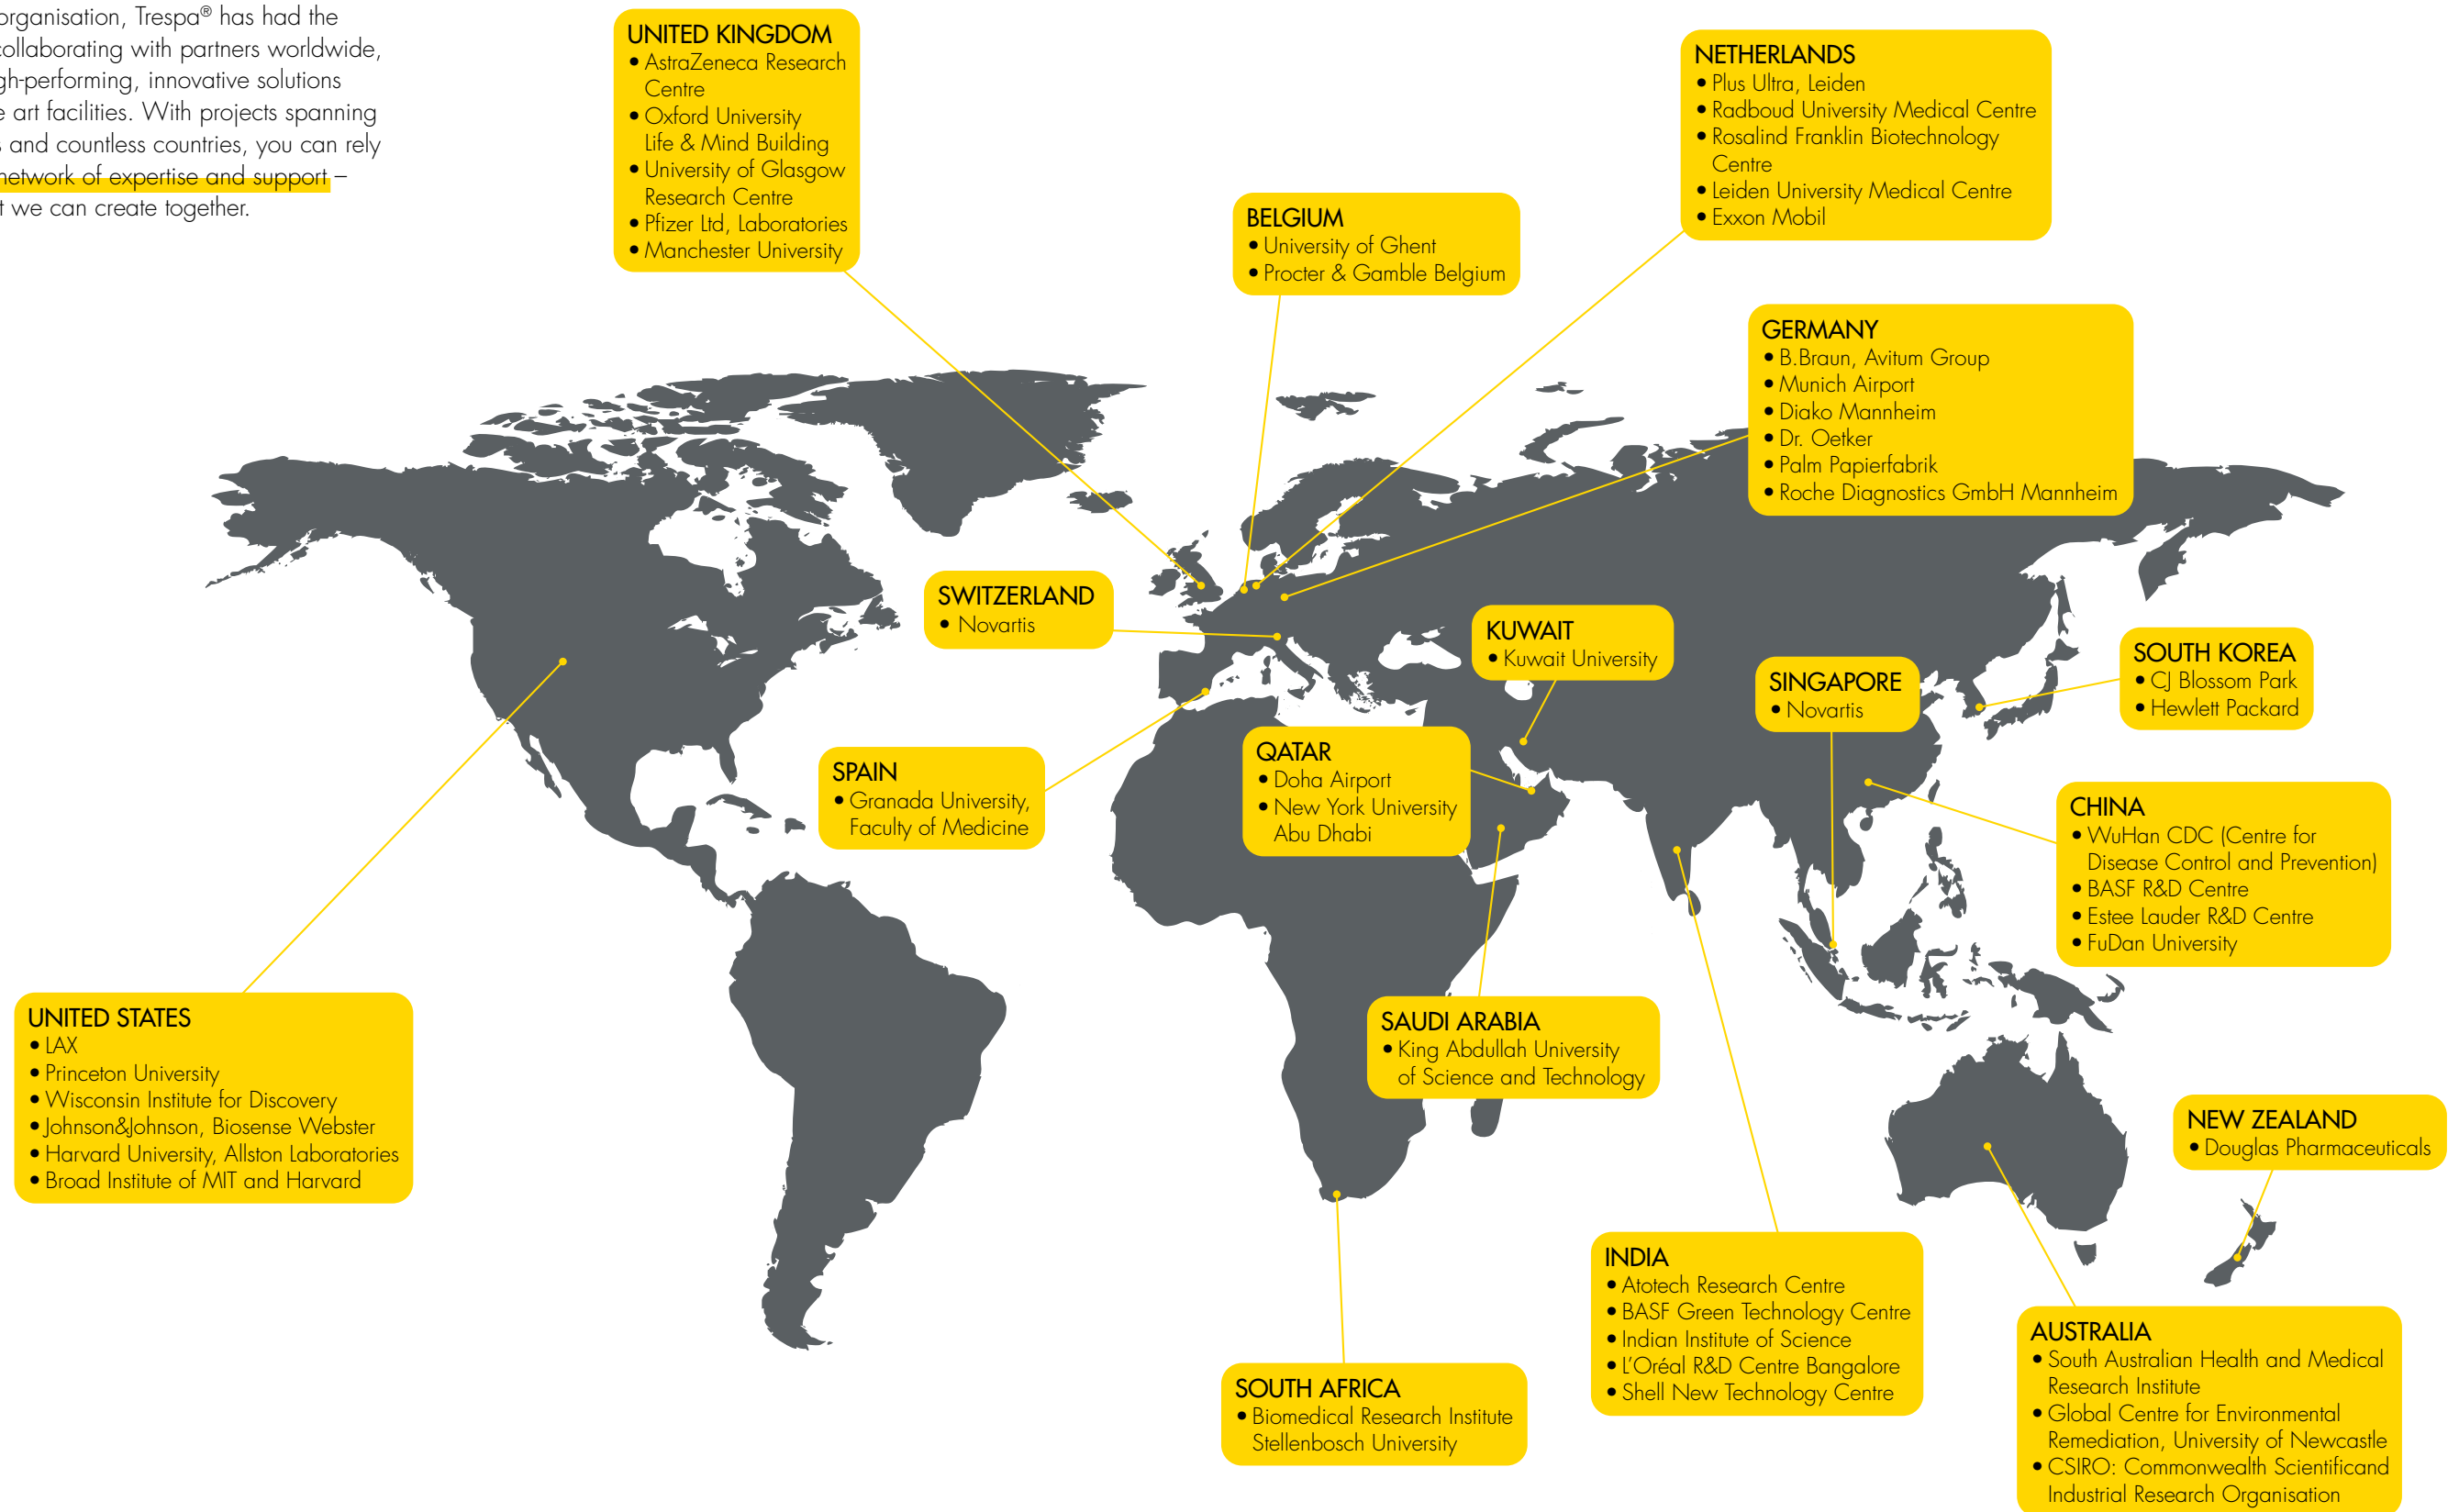 organisation, Trespa® has had the
collaborating with partners worldwide,
gh-performing, innovative solutions
e art facilities. With projects spanning
s and countless countries, you can rely
network of expertise and support –
t we can create together.
UNITED KINGDOM
• AstraZeneca Research
Centre
• Oxford University
Life & Mind Building
• University of Glasgow
Research Centre
• Pfizer Ltd, Laboratories
• Manchester University
BELGIUM
• University of Ghent
• Procter & Gamble Belgium
NETHERLANDS
• Plus Ultra, Leiden
• Radboud University Medical Centre
• Rosalind Franklin Biotechnology
Centre
• Leiden University Medical Centre
• Exxon Mobil
GERMANY
• B.Braun, Avitum Group
• Munich Airport
• Diako Mannheim
• Dr. Oetker
• Palm Papierfabrik
• Roche Diagnostics GmbH Mannheim
SWITZERLAND
• Novartis
KUWAIT
• Kuwait University
SINGAPORE
• Novartis
SOUTH KOREA
• CJ Blossom Park
• Hewlett Packard
SPAIN
• Granada University,
Faculty of Medicine
QATAR
• Doha Airport
• New York University
Abu Dhabi
CHINA
• WuHan CDC (Centre for
Disease Control and Prevention)
• BASF R&D Centre
• Estee Lauder R&D Centre
• FuDan University
UNITED STATES
• LAX
• Princeton University
• Wisconsin Institute for Discovery
• Johnson&Johnson, Biosense Webster
• Harvard University, Allston Laboratories
• Broad Institute of MIT and Harvard
SAUDI ARABIA
• King Abdullah University
of Science and Technology
NEW ZEALAND
• Douglas Pharmaceuticals
INDIA
• Atotech Research Centre
• BASF Green Technology Centre
• Indian Institute of Science
• L'Oréal R&D Centre Bangalore
• Shell New Technology Centre
SOUTH AFRICA
• Biomedical Research Institute
Stellenbosch University
AUSTRALIA
• South Australian Health and Medical
Research Institute
• Global Centre for Environmental
Remediation, University of Newcastle
• CSIRO: Commonwealth Scientificand
Industrial Research Organisation